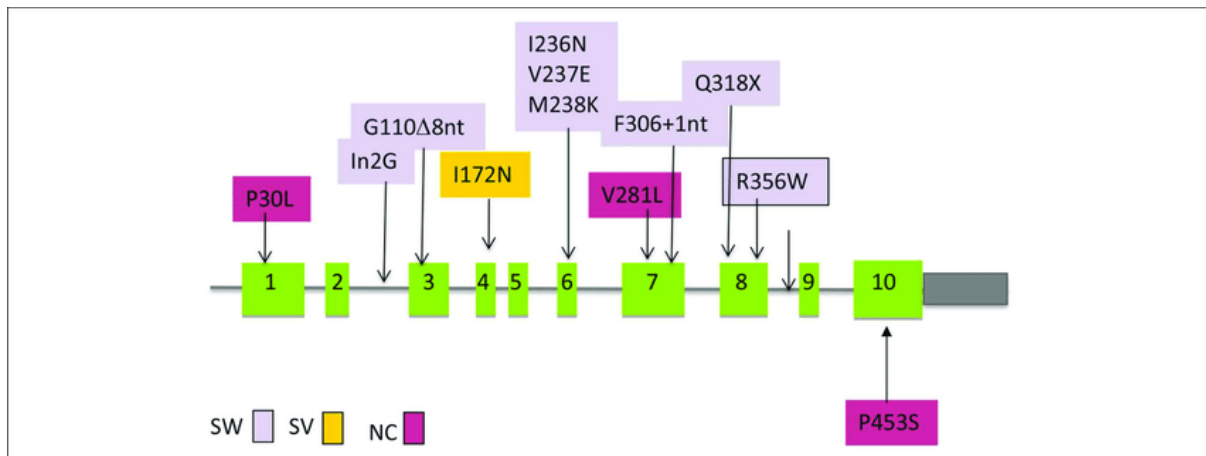 I236N
V237E
M238K
Q318X
G110Δ8nt
F306+1nt
In2G
I172N
R356W
P30L
V281L
1 2 3 4 5 6 7 8 9 10
SW SV NC
P453S